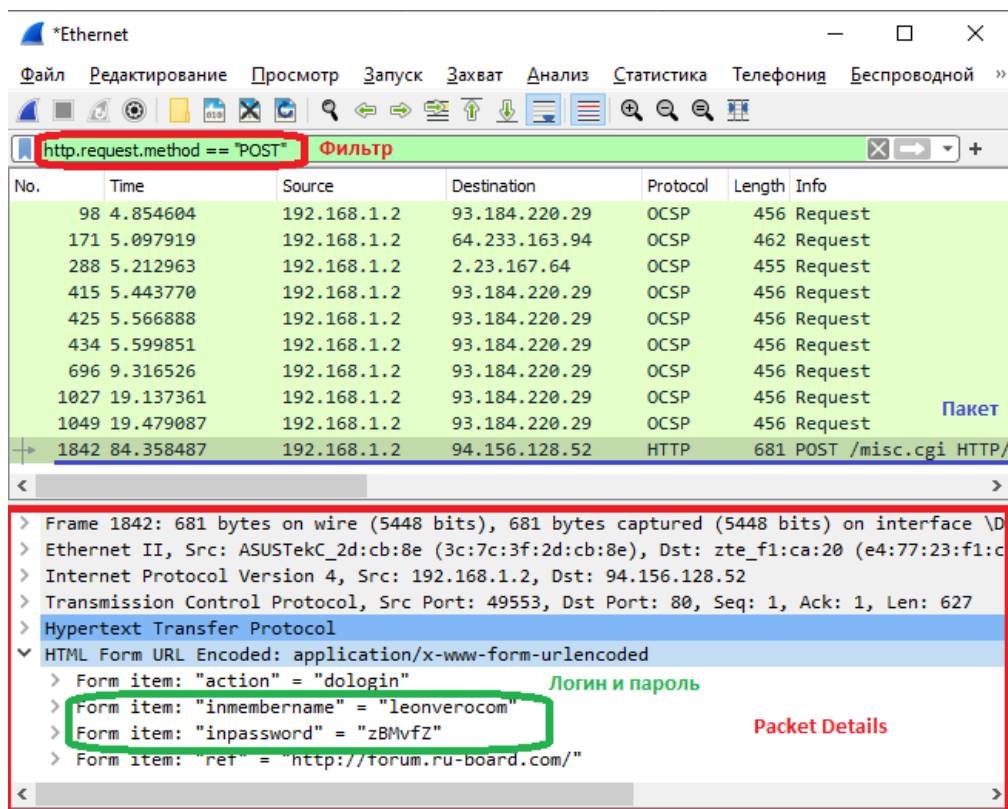 *Ethernet
Файл Редактирование Просмотр Запуск Захват Анализ Статистика Телефония Беспроводной »
http.request.method == "POST" Фильтр
No. Time Source Destination Protocol Length Info
98 4.854604 192.168.1.2 93.184.220.29 OCSP 456 Request
171 5.097919 192.168.1.2 64.233.163.94 OCSP 462 Request
288 5.212963 192.168.1.2 2.23.167.64 OCSP 455 Request
415 5.443770 192.168.1.2 93.184.220.29 OCSP 456 Request
425 5.566888 192.168.1.2 93.184.220.29 OCSP 456 Request
434 5.599851 192.168.1.2 93.184.220.29 OCSP 456 Request
696 9.316526 192.168.1.2 93.184.220.29 OCSP 456 Request
1027 19.137361 192.168.1.2 93.184.220.29 OCSP 456 Request
Пакет
1049 19.479087 192.168.1.2 93.184.220.29 OCSP 456 Request
1842 84.358487 192.168.1.2 94.156.128.52 HTTP 681 POST /misc.cgi HTTP/
> Frame 1842: 681 bytes on wire (5448 bits), 681 bytes captured (5448 bits) on interface \D
> Ethernet II, Src: ASUSTekC_2d:cb:8e (3c:7c:3f:2d:cb:8e), Dst: zte_f1:ca:20 (e4:77:23:f1:c
> Internet Protocol Version 4, Src: 192.168.1.2, Dst: 94.156.128.52
> Transmission Control Protocol, Src Port: 49553, Dst Port: 80, Seq: 1, Ack: 1, Len: 627
> Hypertext Transfer Protocol
HTML Form URL Encoded: application/x-www-form-urlencoded
> Form item: "action" = "dologin"
Логин и пароль
> Form item: "inmembername" = "leonverocom"
> Form item: "inpassword" = "zBMvfZ"
Packet Details
> Form item: "ref" = "http://forum.ru-board.com/"